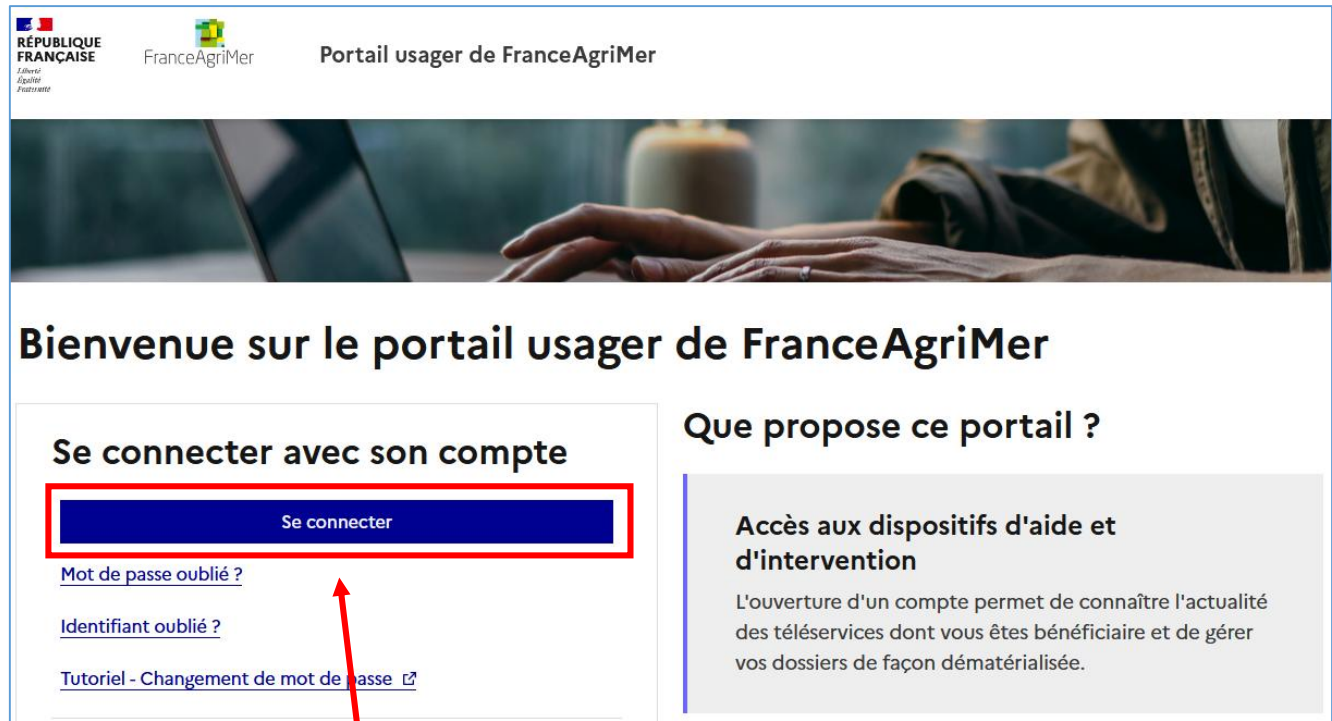 RÉPUBLIQUE
FRANÇAISE
Liberté
Égalité
Fraternité
FranceAgriMer
Portail usager de FranceAgriMer
Bienvenue sur le portail usager de FranceAgriMer
Se connecter avec son compte
Se connecter
Mot de passe oublié ?
Identifiant oublié ?
Tutoriel - Changement de mot de passe
Que propose ce portail ?
Accès aux dispositifs d'aide et
d'intervention
L'ouverture d'un compte permet de connaître l'actualité
des téléservices dont vous êtes bénéficiaire et de gérer
vos dossiers de façon dématérialisée.